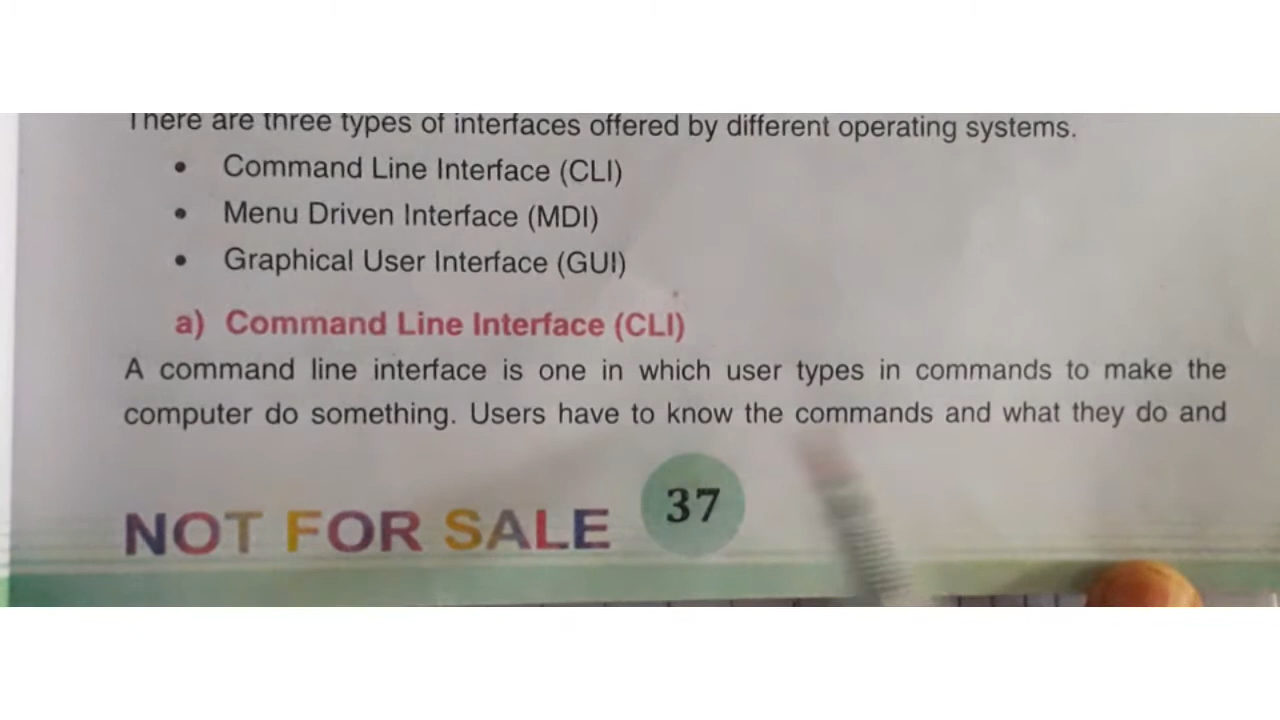 There are three types of interfaces offered by different operating systems.
• Command Line Interface (CLI)
• Menu Driven Interface (MDI)
• Graphical User Interface (GUI)
a) Command Line Interface (CLI)
A command line interface is one in which user types in commands to make the
computer do something. Users have to know the commands and what they do and
NOT FOR SALE 37